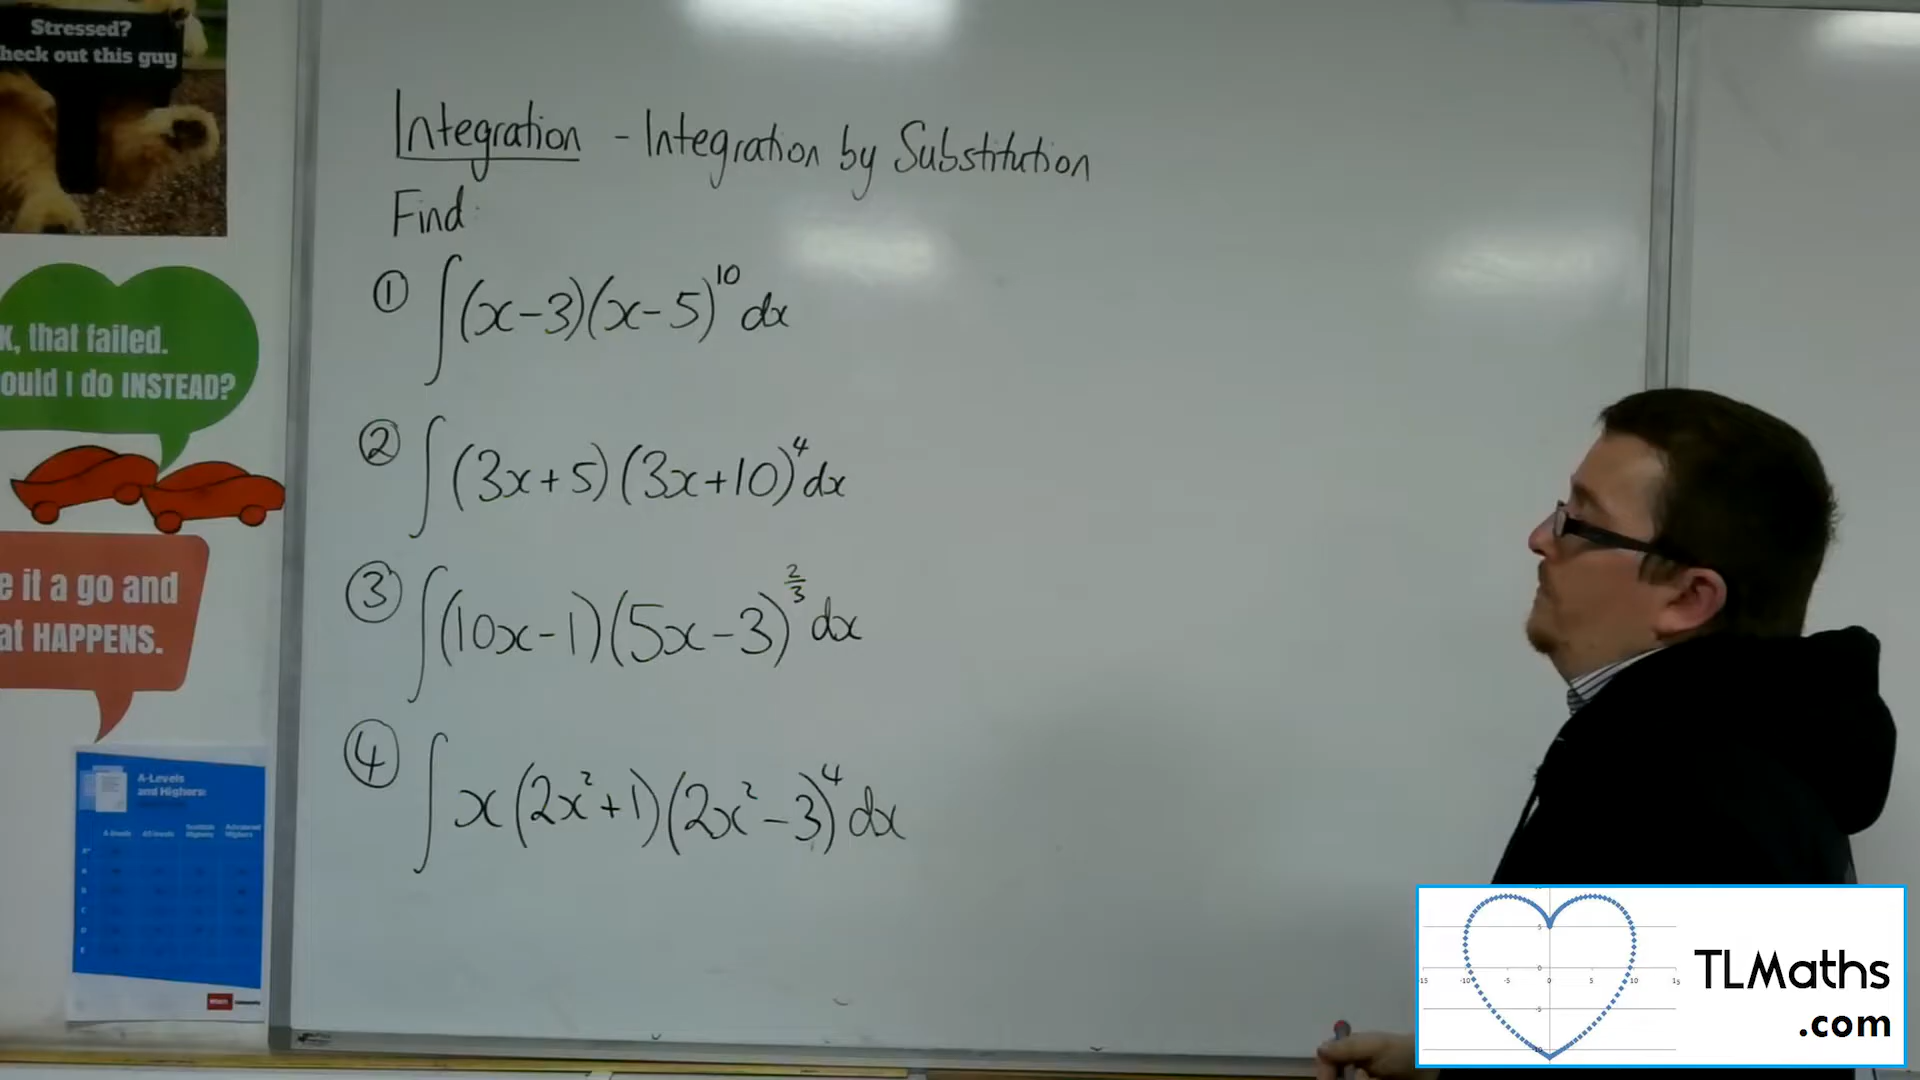 Stressed?
heck out this guy
Integration - Integration by Substitution
Find:
① ∫(x-3)(x-5)¹⁰ dx
② ∫(3x+5)(3x+10)⁴ dx
③ ∫(10x-1)(5x-3)^(2/3) dx
④ ∫x(2x²+1)(2x²-3)⁴ dx
K, that failed.
ould I do INSTEAD?
e it a go and
at HAPPENS.
A-Levels
and Highers:
TLMaths
.com